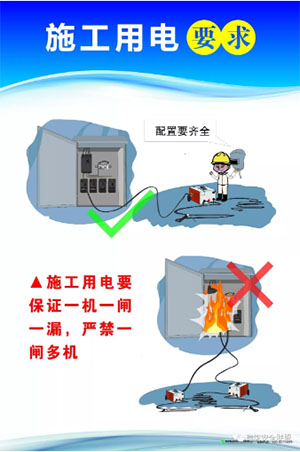 施工用电要求
配置要齐全
▲施工用电要
保证一机一闸
一漏，严禁一
闸多机